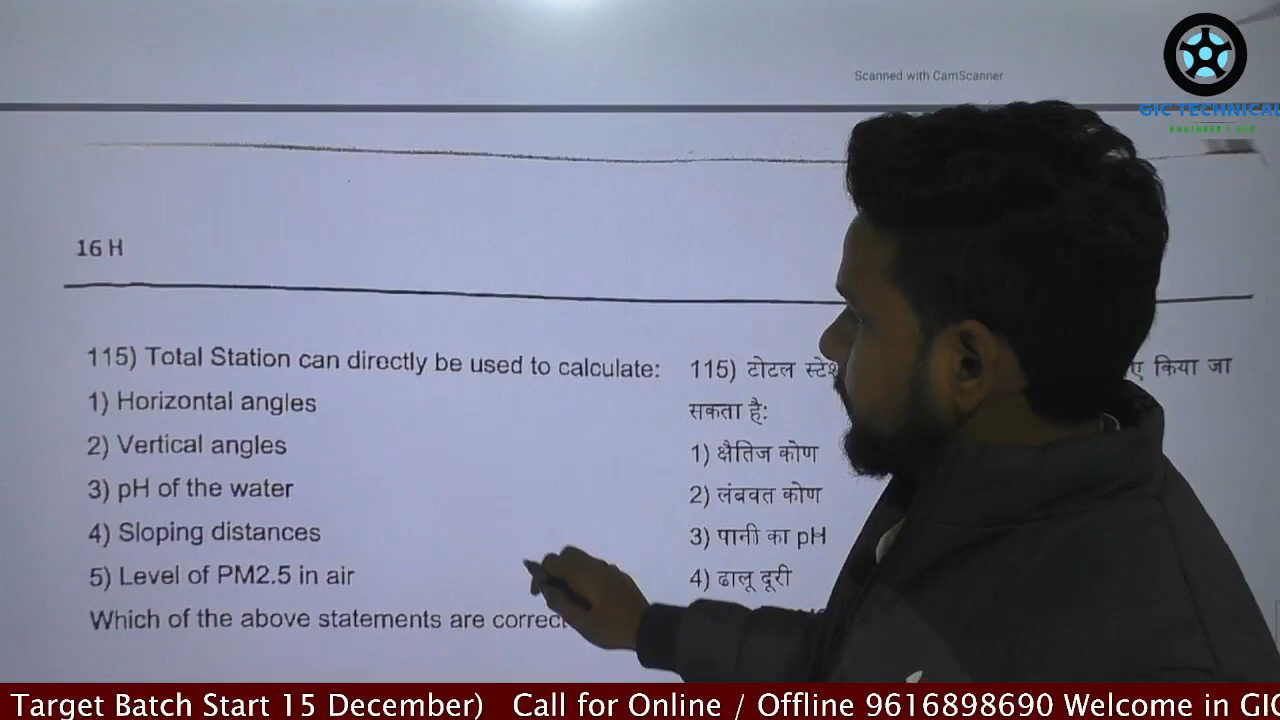 Scanned with CamScanner
GIC TECHNICAL
ENGINEER'S HUB
16 H
115) Total Station can directly be used to calculate:
1) Horizontal angles
2) Vertical angles
3) pH of the water
4) Sloping distances
5) Level of PM2.5 in air
Which of the above statements are correct
115) टोटल किया जा
सकता है:
1) क्षैतिज कोण
2) लंबवत कोण
3) पानी का pH
4) ढालू दूरी
Target Batch Start 15 December) Call for Online / Offline 9616898690 Welcome in GIC